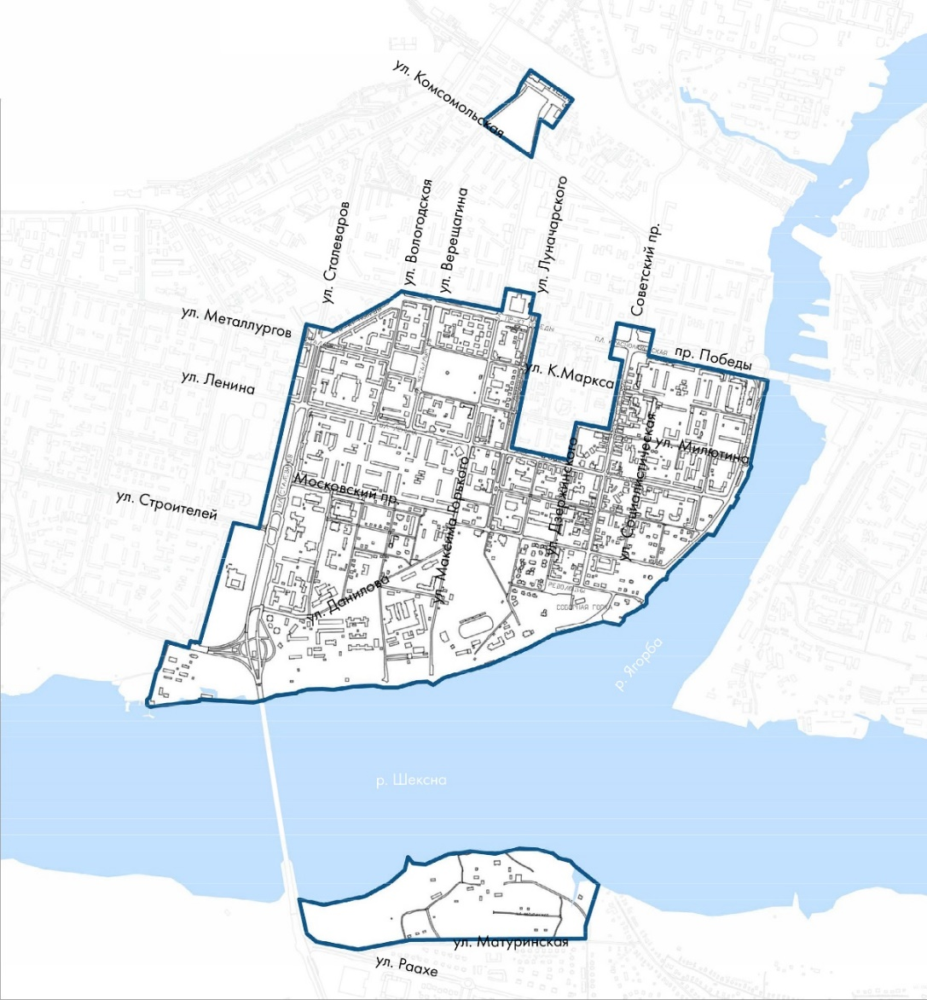 ул. Комсомольская
ул. Сталеваров
ул. Вологодская
ул. Верещагина
ул. Луначарского
Советский пр.
ул. Металлургов
пр. Победы
ул. К.Маркса
ул. Ленина
ул. Милютина
ул. Социалистическая
ул. Дзержинского
Московский пр.
ул. Максима Горького
ул. Строителей
ул. Данилова
СОБОРНАЯ ГОРКА
р. Ягорба
р. Шексна
ул. Матуринская
ул. Раахе